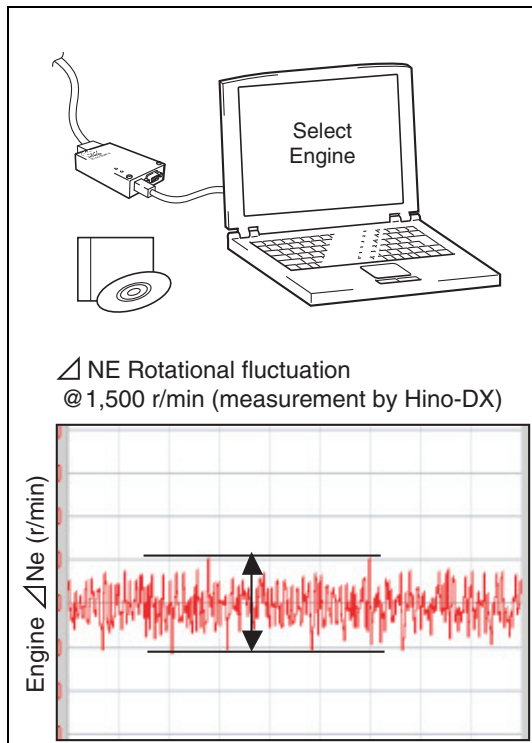 Select
Engine
⊿ NE Rotational fluctuation
@1,500 r/min (measurement by Hino-DX)
Engine ⊿Ne (r/min)